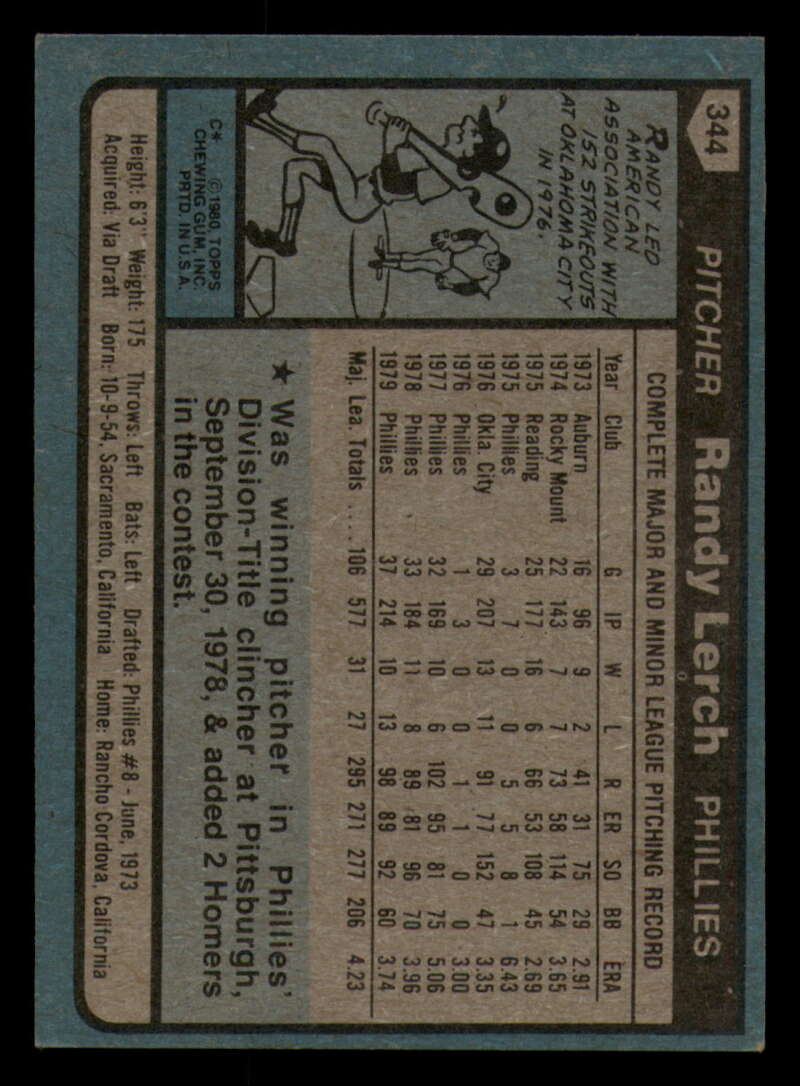 344 PITCHER Randy Lerch PHILLIES
RANDY LED
AMERICAN
ASSOCIATION WITH
152 STRIKEOUTS
AT OKLAHOMA CITY
IN 1976.
C* © 1980, TOPPS
CHEWING GUM, INC.
PRTD. IN U.S.A.
COMPLETE MAJOR AND MINOR LEAGUE PITCHING RECORD
Year Club G IP W L R ER SO BB ERA
1973 Auburn 16 96 9 2 41 31 75 29 2.91
1974 Rocky Mount 22 143 7 7 73 58 114 54 3.65
1975 Reading 25 177 16 6 66 53 108 45 2.69
1975 Phillies 3 7 0 0 5 5 8 1 6.43
1976 Okla. City 29 207 13 11 91 77 152 47 3.35
1976 Phillies 1 3 0 0 1 1 0 0 3.00
1977 Phillies 32 169 10 6 102 95 81 75 5.06
1978 Phillies 33 184 11 8 89 81 96 70 3.96
1979 Phillies 37 214 10 13 98 89 92 60 3.74
Maj. Lea. Totals .... 106 577 31 27 295 271 277 206 4.23
★ Was winning pitcher in Phillies'
Division-Title clincher at Pittsburgh,
September 30, 1978, & added 2 Homers
in the contest.
Height: 6'3" Weight: 175 Throws: Left Bats: Left Drafted: Phillies #8 - June, 1973
Acquired: Via Draft Born: 10-9-54, Sacramento, California Home: Rancho Cordova, California